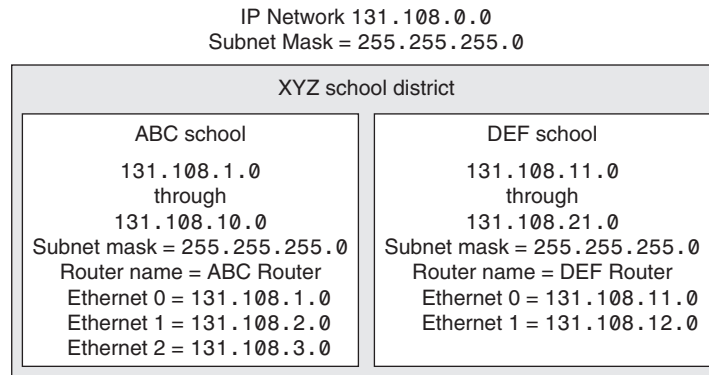 IP Network 131.108.0.0
Subnet Mask = 255.255.255.0
XYZ school district
ABC school
131.108.1.0
through
131.108.10.0
Subnet mask = 255.255.255.0
Router name = ABC Router
Ethernet 0 = 131.108.1.0
Ethernet 1 = 131.108.2.0
Ethernet 2 = 131.108.3.0
DEF school
131.108.11.0
through
131.108.21.0
Subnet mask = 255.255.255.0
Router name = DEF Router
Ethernet 0 = 131.108.11.0
Ethernet 1 = 131.108.12.0